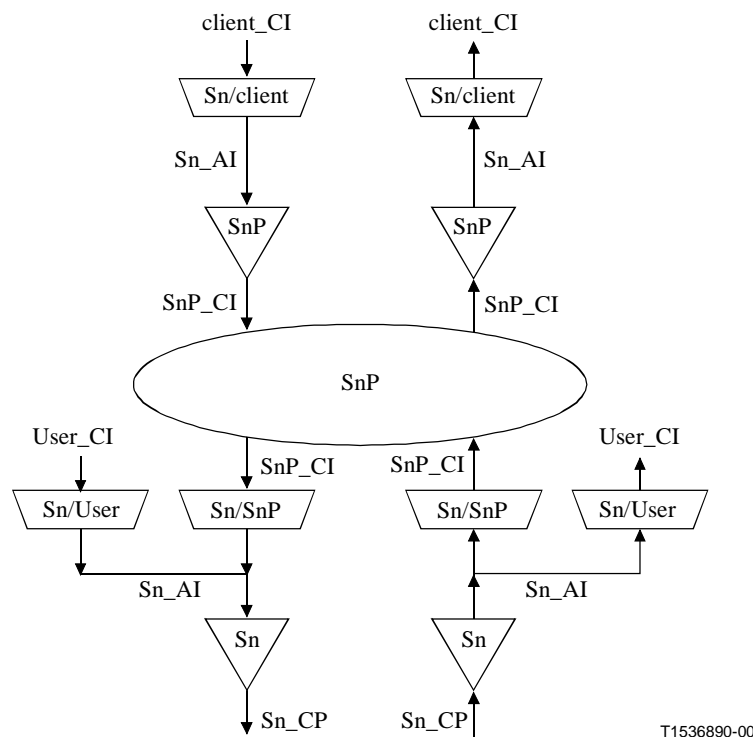 client_CI client_CI
Sn/client Sn/client
Sn_AI Sn_AI
SnP SnP
SnP_CI SnP_CI
SnP
User_CI User_CI
SnP_CI SnP_CI
Sn/User Sn/SnP Sn/SnP Sn/User
Sn_AI Sn_AI
Sn Sn
Sn_CP Sn_CP
T1536890-00